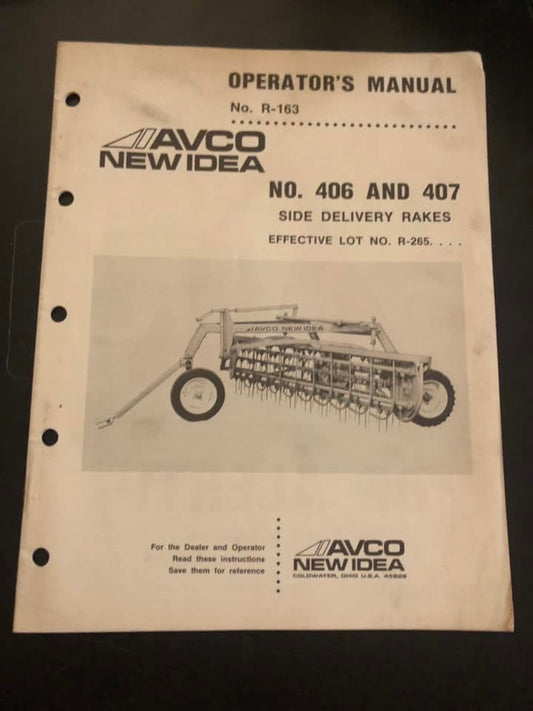 OPERATOR'S MANUAL
No. R-163
AVCO
NEW IDEA
NO. 406 AND 407
SIDE DELIVERY RAKES
EFFECTIVE LOT NO. R-265. . . .
AVCO NEW IDEA
For the Dealer and Operator
Read these instructions
Save them for reference
AVCO
NEW IDEA
COLDWATER, OHIO U.S.A. 45828